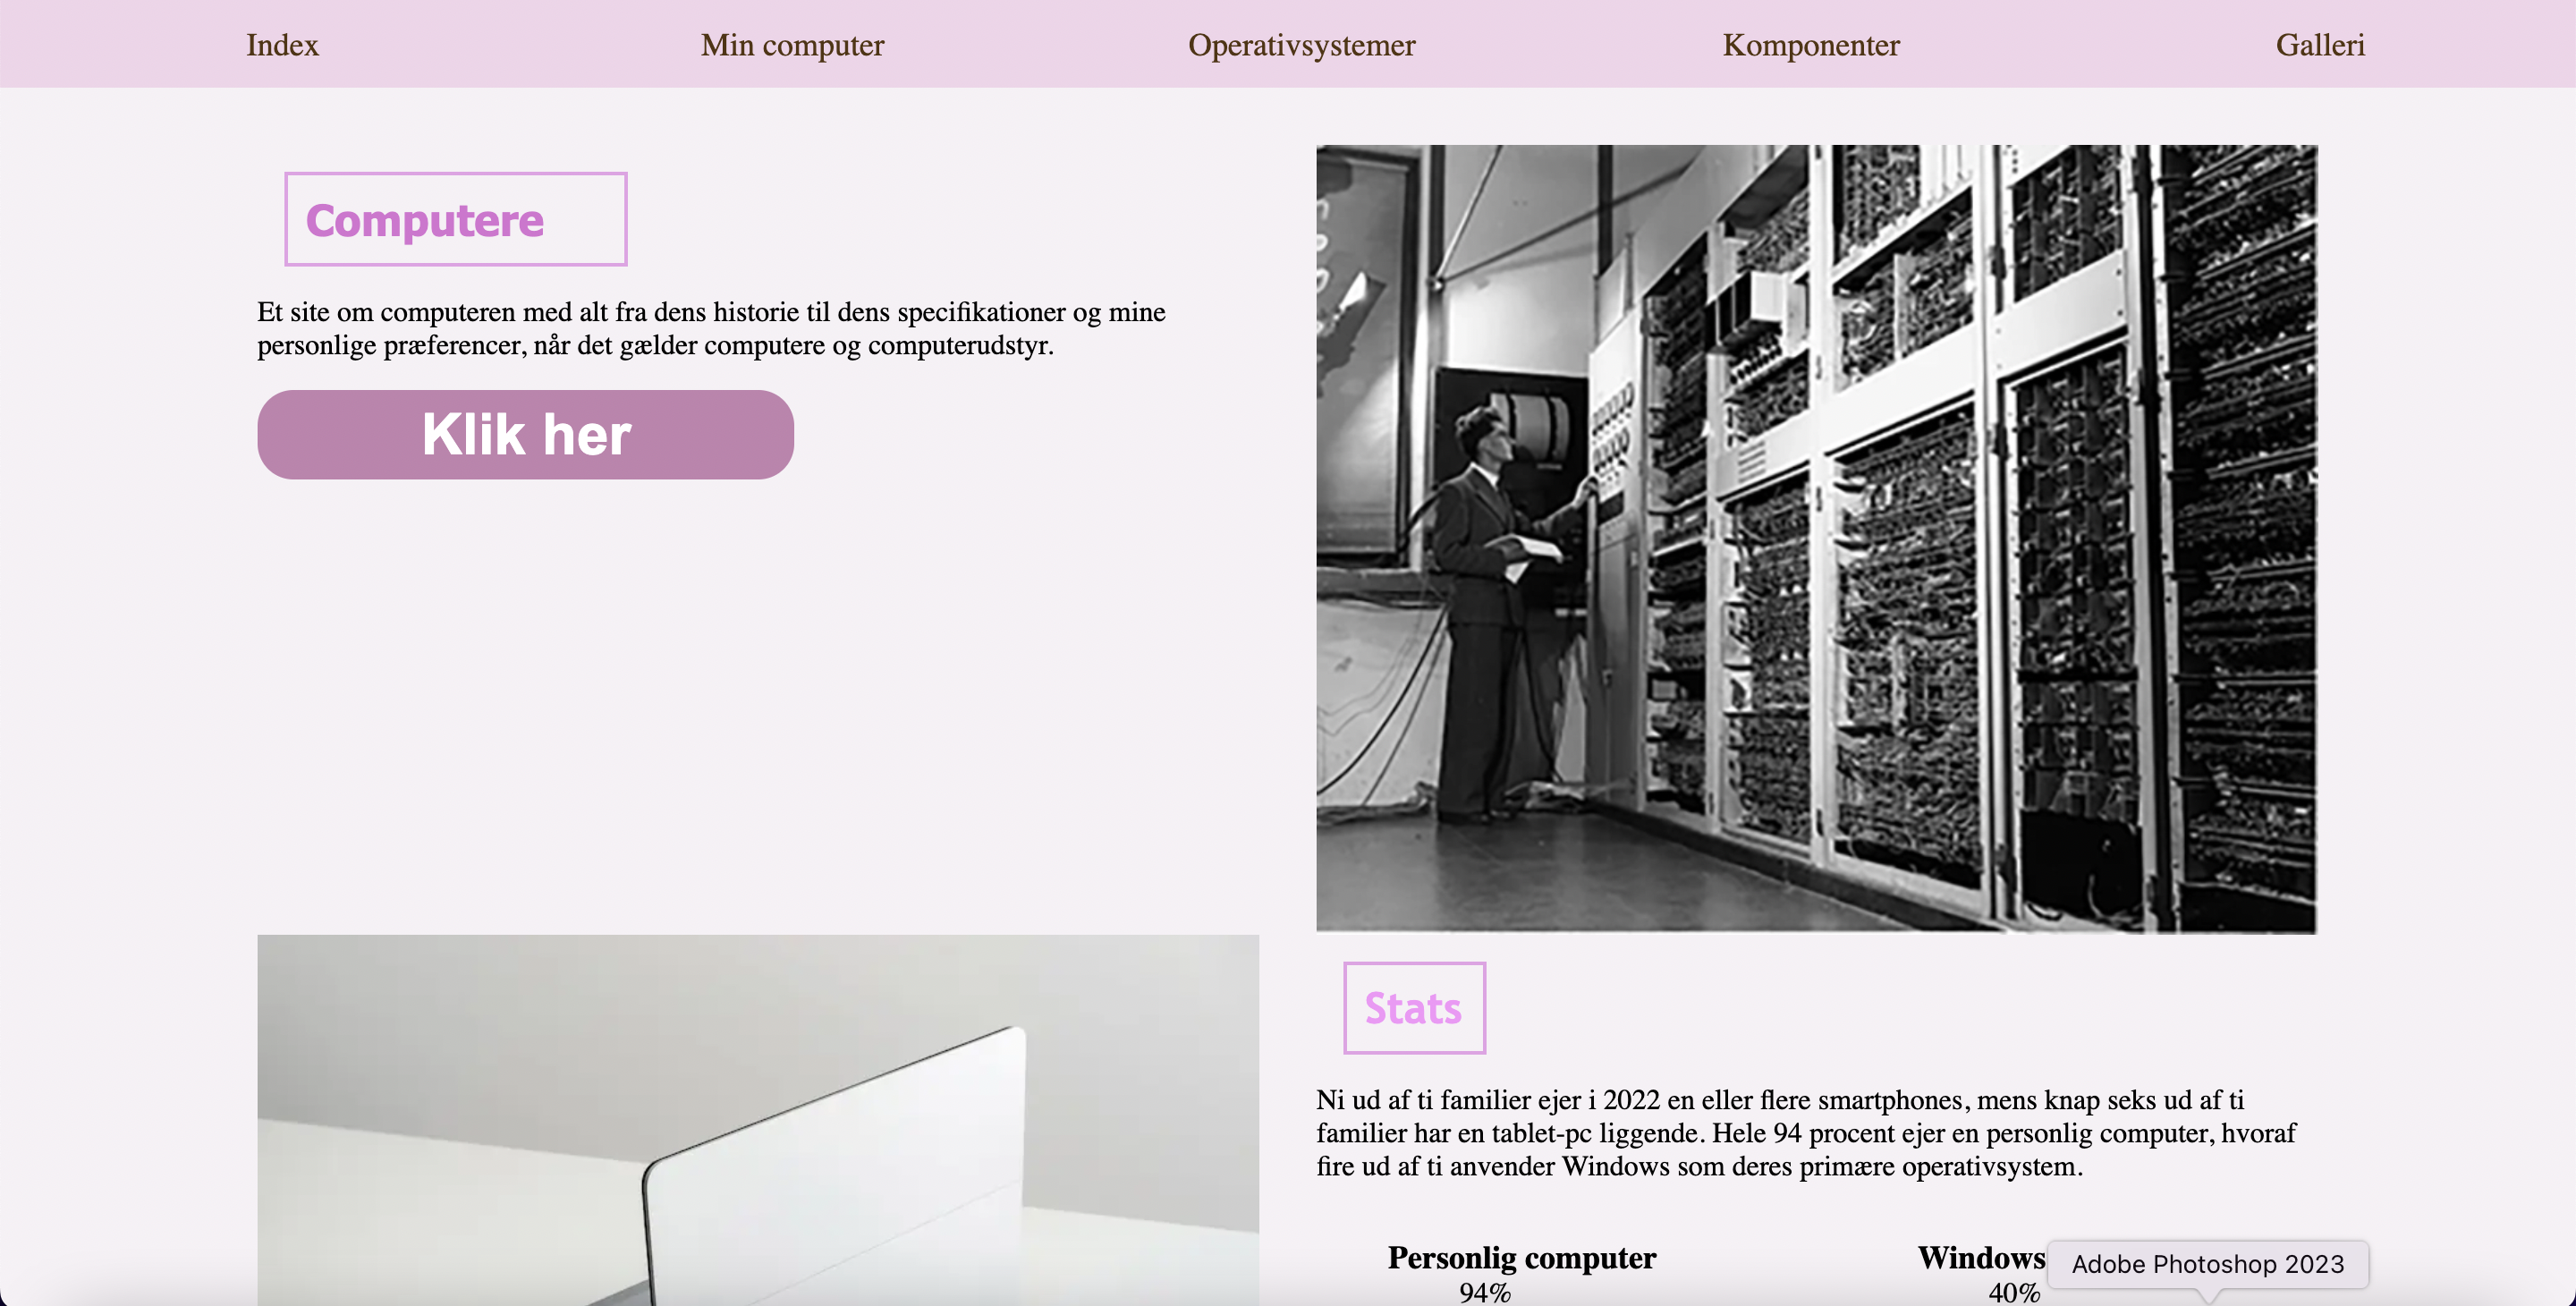 Index
Min computer
Operativsystemer
Komponenter
Galleri
Computere
Et site om computeren med alt fra dens historie til dens specifikationer og mine
personlige præferencer, når det gælder computere og computerudstyr.
Klik her
Stats
Ni ud af ti familier ejer i 2022 en eller flere smartphones, mens knap seks ud af ti
familier har en tablet-pc liggende. Hele 94 procent ejer en personlig computer, hvoraf
fire ud af ti anvender Windows som deres primære operativsystem.
Personlig computer
94%
Windows
40%
Adobe Photoshop 2023